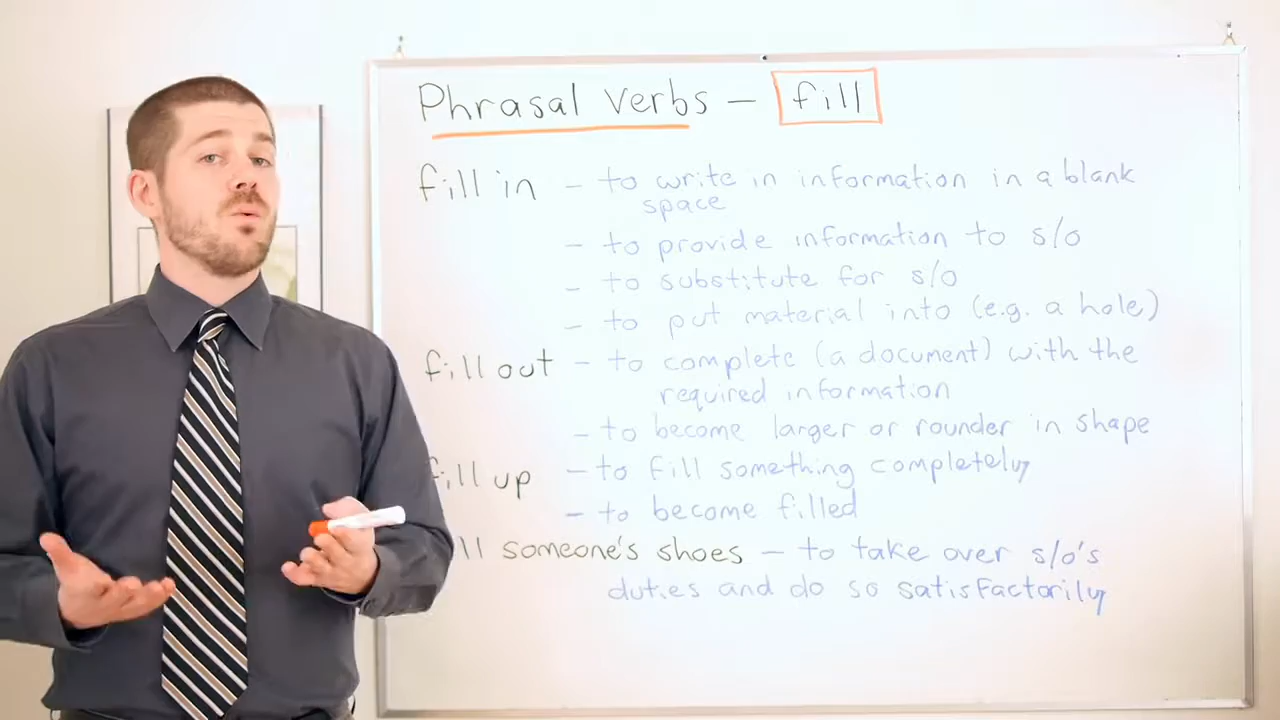 Phrasal Verbs – fill
fill in – to write in information in a blank
space
– to provide information to s/o
– to substitute for s/o
– to put material into (e.g. a hole)
fill out – to complete (a document) with the
required information
– to become larger or rounder in shape
fill up – to fill something completely
– to become filled
ll someone's shoes – to take over s/o's
duties and do so satisfactorily